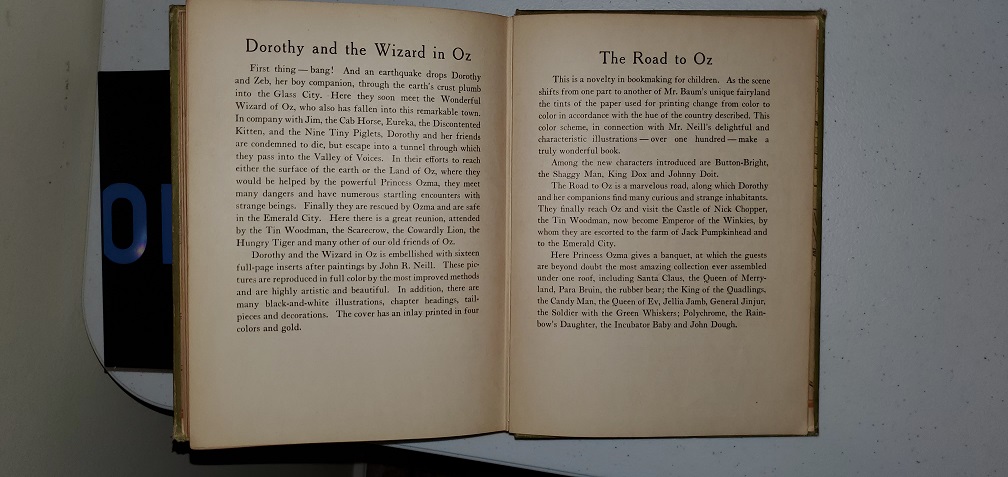 Dorothy and the Wizard in Oz
First thing — bang! And an earthquake drops Dorothy
and Zeb, her boy companion, through the earth's crust plumb
into the Glass City. Here they soon meet the Wonderful
Wizard of Oz, who also has fallen into this remarkable town.
In company with Jim, the Cab Horse, Eureka, the Discontented
Kitten, and the Nine Tiny Piglets, Dorothy and her friends
are condemned to die, but escape into a tunnel through which
they pass into the Valley of Voices. In their efforts to reach
either the surface of the earth or the Land of Oz, where they
would be helped by the powerful Princess Ozma, they meet
many dangers and have numerous startling encounters with
strange beings. Finally they are rescued by Ozma and are safe
in the Emerald City. Here there is a great reunion, attended
by the Tin Woodman, the Scarecrow, the Cowardly Lion, the
Hungry Tiger and many other of our old friends of Oz.
Dorothy and the Wizard in Oz is embellished with sixteen
full-page inserts after paintings by John R. Neill. These pic-
tures are reproduced in full color by the most improved methods
and are highly artistic and beautiful. In addition, there are
many black-and-white illustrations, chapter headings, tail-
pieces and decorations. The cover has an inlay printed in four
colors and gold.
The Road to Oz
This is a novelty in bookmaking for children. As the scene
shifts from one part to another of Mr. Baum's unique fairyland
the tints of the paper used for printing change from color to
color in accordance with the hue of the country described. This
color scheme, in connection with Mr. Neill's delightful and
characteristic illustrations — over one hundred — make a
truly wonderful book.
Among the new characters introduced are Button-Bright,
the Shaggy Man, King Dox and Johnny Doit.
The Road to Oz is a marvelous road, along which Dorothy
and her companions find many curious and strange inhabitants.
They finally reach Oz and visit the Castle of Nick Chopper,
the Tin Woodman, now become Emperor of the Winkies, by
whom they are escorted to the farm of Jack Pumpkinhead and
to the Emerald City.
Here Princess Ozma gives a banquet, at which the guests
are beyond doubt the most amazing collection ever assembled
under one roof, including Santa Claus, the Queen of Merry-
land, Para Bruin, the rubber bear; the King of the Quadlings,
the Candy Man, the Queen of Ev, Jellia Jamb, General Jinjur,
the Soldier with the Green Whiskers; Polychrome, the Rain-
bow's Daughter, the Incubator Baby and John Dough.